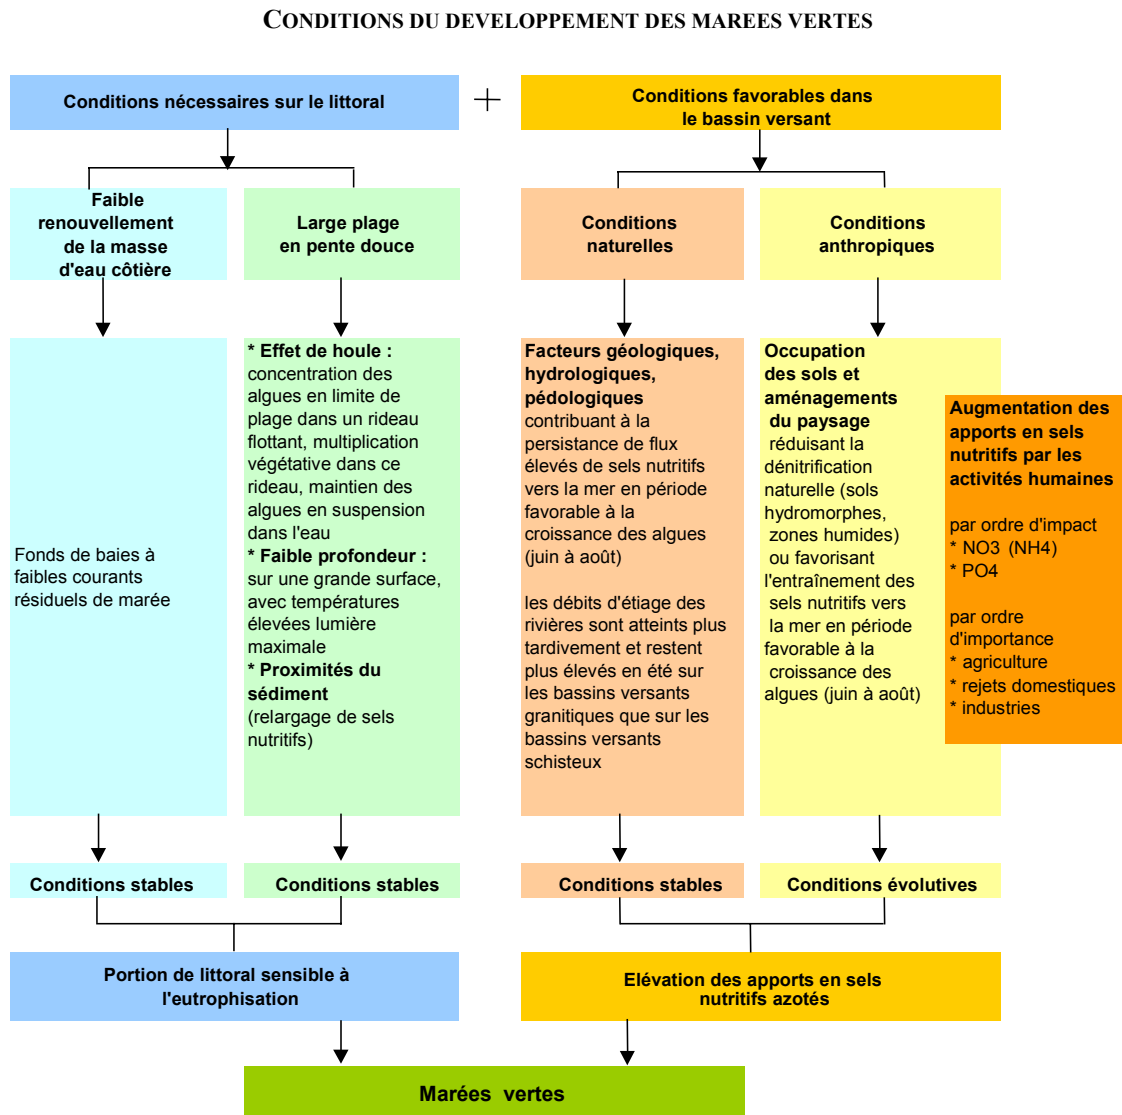 CONDITIONS DU DEVELOPPEMENT DES MAREES VERTES
Conditions nécessaires sur le littoral
+
Conditions favorables dans
le bassin versant
Faible
renouvellement
de la masse
d'eau côtière
Large plage
en pente douce
Conditions
naturelles
Conditions
anthropiques
Fonds de baies à
faibles courants
résiduels de marée
* Effet de houle :
concentration des
algues en limite de
plage dans un rideau
flottant, multiplication
végétative dans ce
rideau, maintien des
algues en suspension
dans l'eau
* Faible profondeur :
sur une grande surface,
avec températures
élevées lumière
maximale
* Proximités du
sédiment
(relargage de sels
nutritifs)
Facteurs géologiques,
hydrologiques,
pédologiques
contribuant à la
persistance de flux
élevés de sels nutritifs
vers la mer en période
favorable à la
croissance des algues
(juin à août)
les débits d'étiage des
rivières sont atteints plus
tardivement et restent
plus élevés en été sur
les bassins versants
granitiques que sur les
bassins versants
schisteux
Occupation
des sols et
aménagements
du paysage
réduisant la
dénitrification
naturelle (sols
hydromorphes,
zones humides)
ou favorisant
l'entraînement des
sels nutritifs vers
la mer en période
favorable à la
croissance des
algues (juin à août)
Augmentation des
apports en sels
nutritifs par les
activités humaines
par ordre d'impact
* NO3 (NH4)
* PO4
par ordre
d'importance
* agriculture
* rejets domestiques
* industries
Conditions stables
Conditions stables
Conditions stables
Conditions évolutives
Portion de littoral sensible à
l'eutrophisation
Elévation des apports en sels
nutritifs azotés
Marées vertes